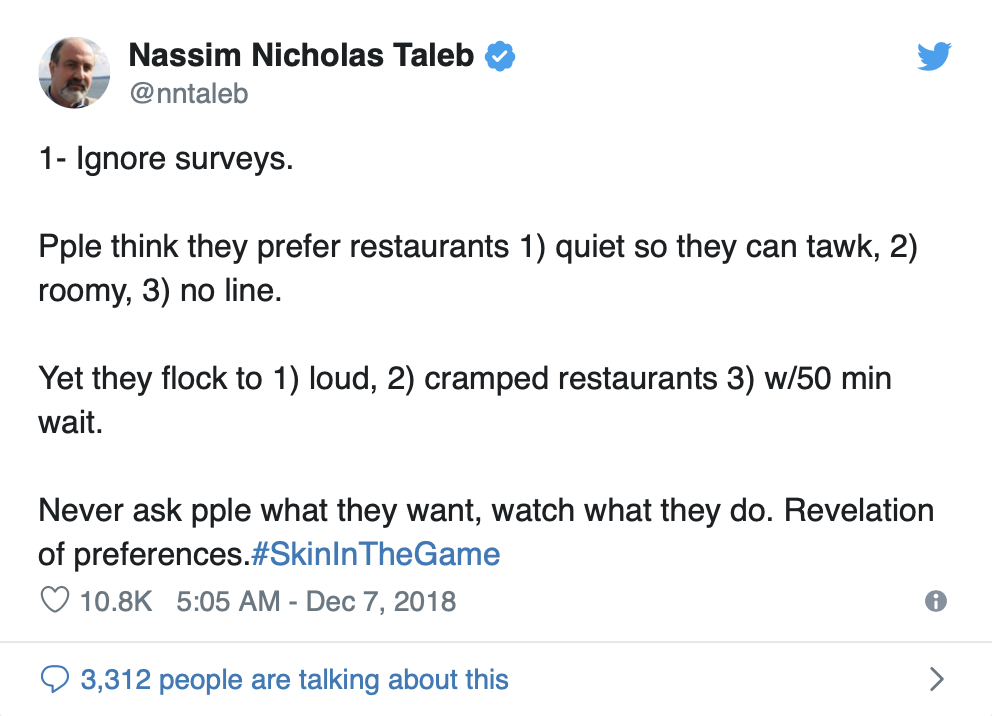 Nassim Nicholas Taleb
@nntaleb
1- Ignore surveys.
Pple think they prefer restaurants 1) quiet so they can tawk, 2)
roomy, 3) no line.
Yet they flock to 1) loud, 2) cramped restaurants 3) w/50 min
wait.
Never ask pple what they want, watch what they do. Revelation
of preferences.#SkinInTheGame
10.8K 5:05 AM - Dec 7, 2018
3,312 people are talking about this